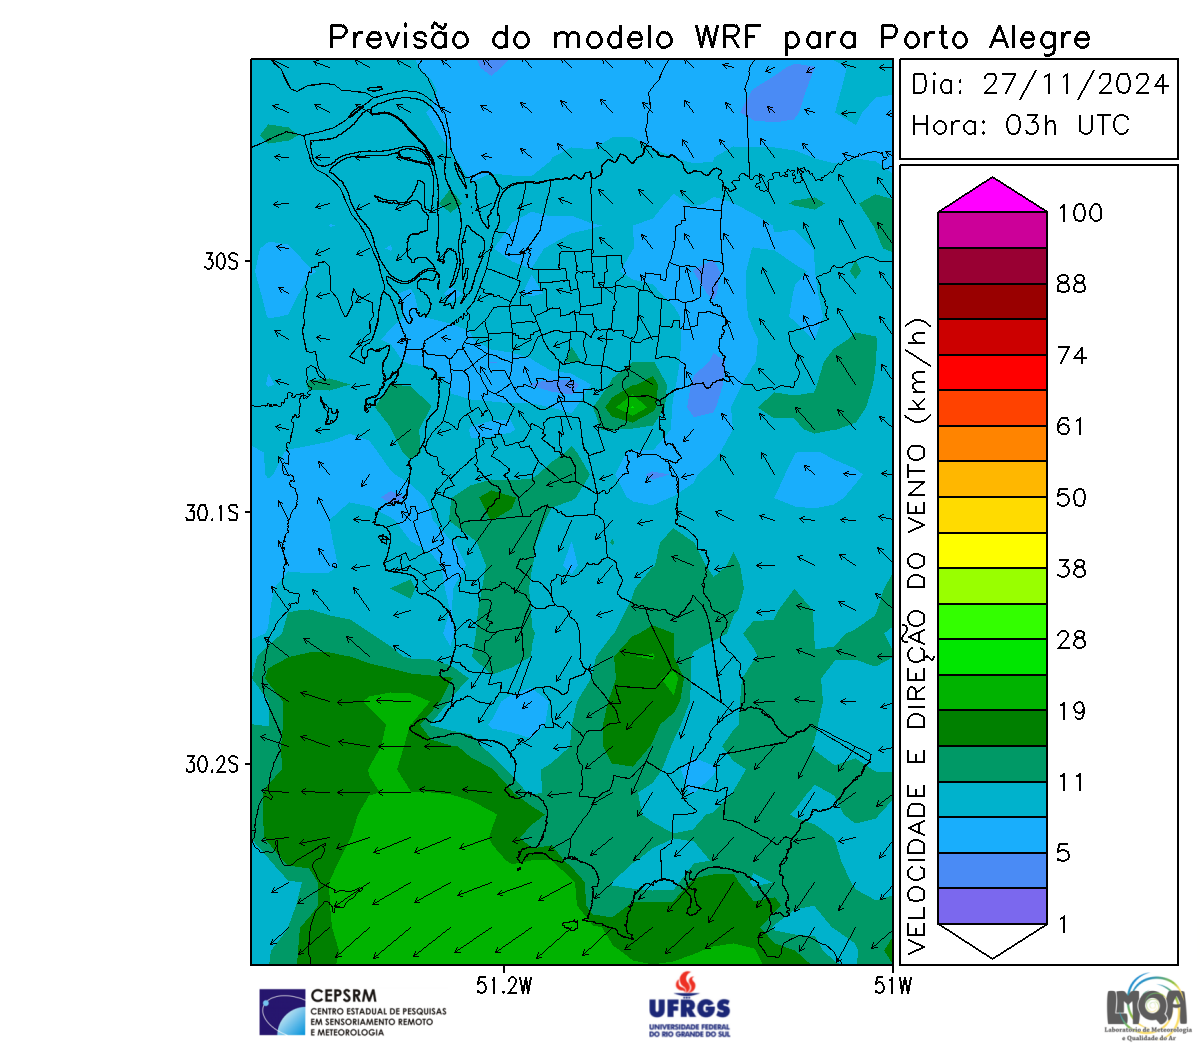 Previsão do modelo WRF para Porto Alegre
Dia: 27/11/2024
Hora: 03h UTC
100
88
74
61
50
38
28
19
11
5
1
VELOCIDADE E DIREÇÃO DO VENTO (km/h)
30S
30.1S
30.2S
51.2W
51W
CEPSRM
CENTRO ESTADUAL DE PESQUISAS
EM SENSORIAMENTO REMOTO
E METEOROLOGIA
UFRGS
UNIVERSIDADE FEDERAL
DO RIO GRANDE DO SUL
LMQA
Laboratório de Meteorologia
e Qualidade do Ar